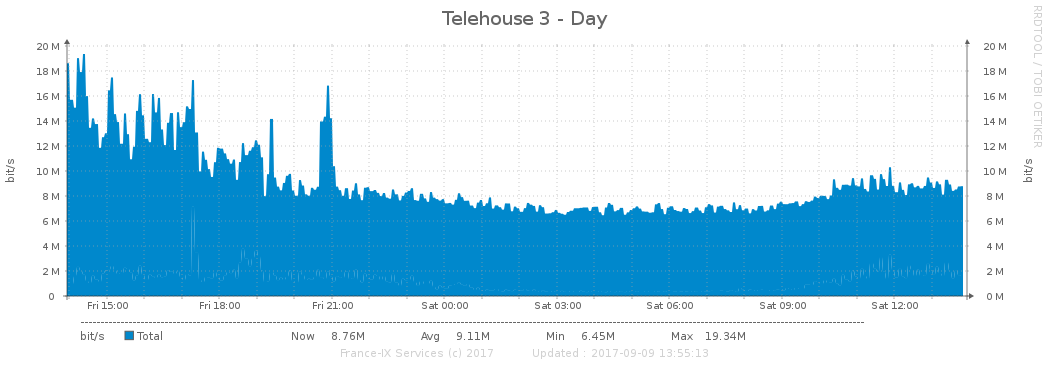 Telehouse 3 - Day
RRDTOOL / TOBI OETIKER
20 M 20 M
18 M 18 M
16 M 16 M
14 M 14 M
12 M 12 M
10 M 10 M
8 M 8 M
6 M 6 M
4 M 4 M
2 M 2 M
0 0 M
bit/s bit/s
Fri 15:00 Fri 18:00 Fri 21:00 Sat 00:00 Sat 03:00 Sat 06:00 Sat 09:00 Sat 12:00
bit/s Total Now 8.76M Avg 9.11M Min 6.45M Max 19.34M
France-IX Services (c) 2017 Updated : 2017-09-09 13:55:13